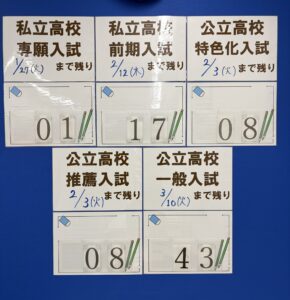 私立高校
専願入試
1/27(火)まで残り
01
私立高校
前期入試
2/12(木)まで残り
17
公立高校
特色化入試
2/3(火)まで残り
08
公立高校
推薦入試
2/3(火)まで残り
08
公立高校
一般入試
3/10(火)まで残り
43